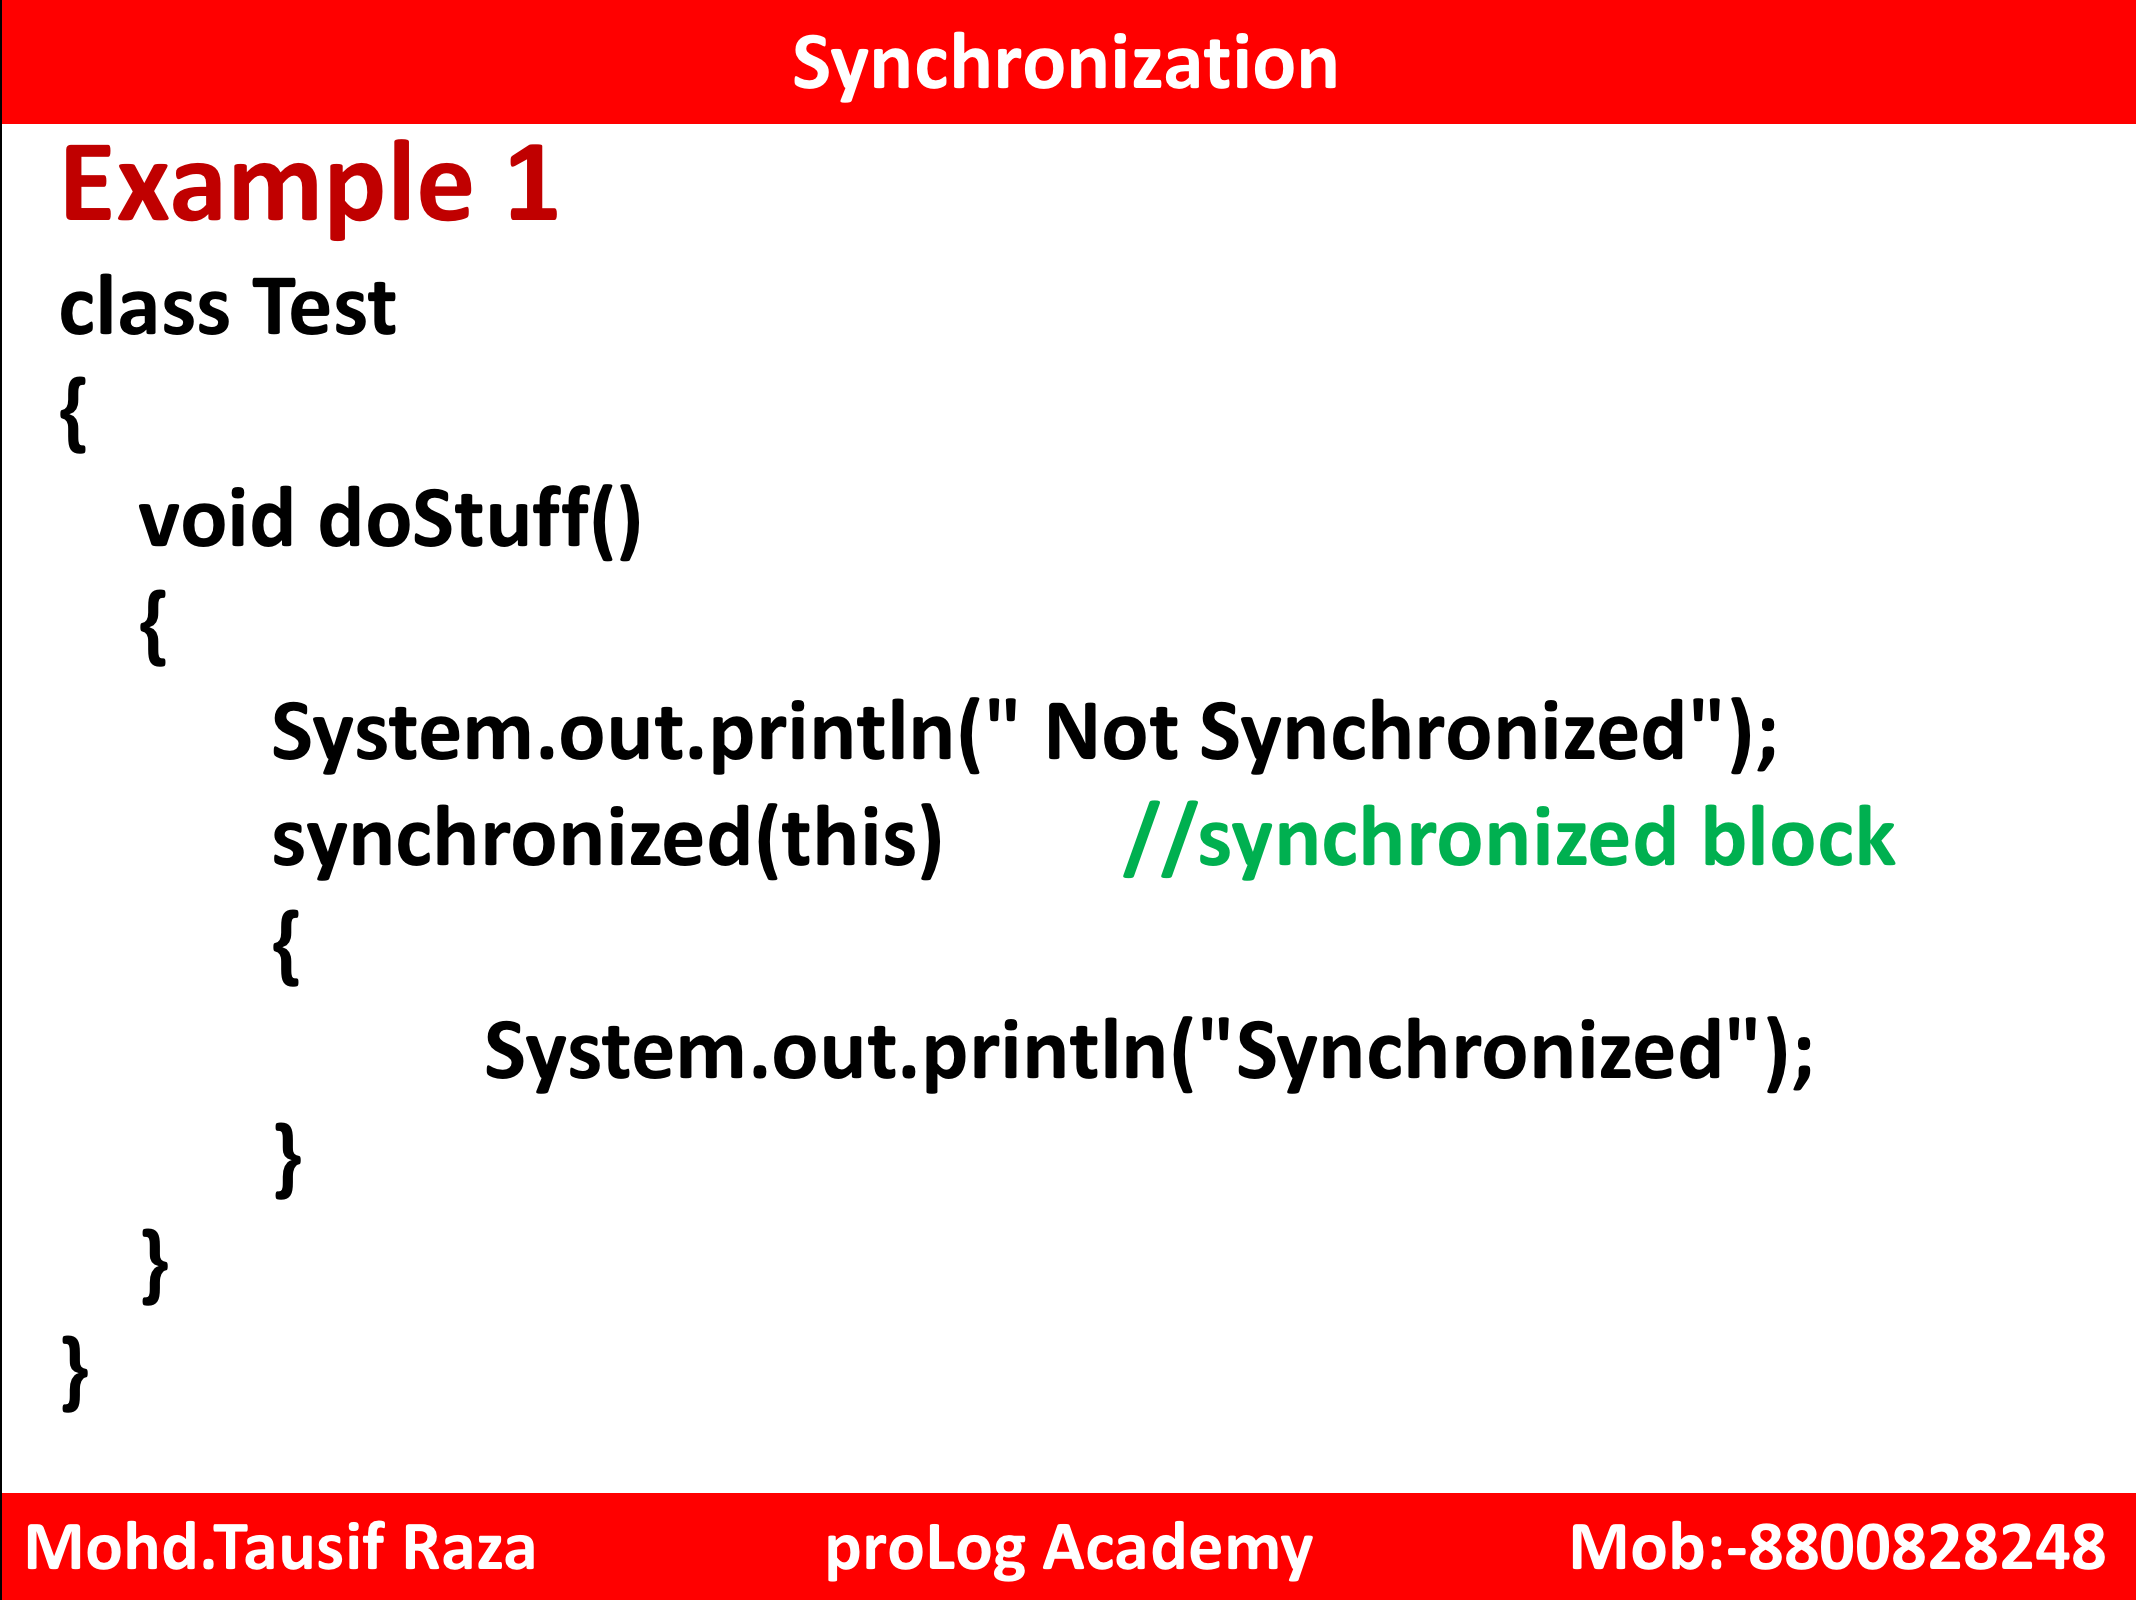 Synchronization
Example 1
class Test
{
void doStuff()
{
System.out.println(" Not Synchronized");
synchronized(this) //synchronized block
{
System.out.println("Synchronized");
}
}
}
Mohd.Tausif Raza proLog Academy Mob:-8800828248